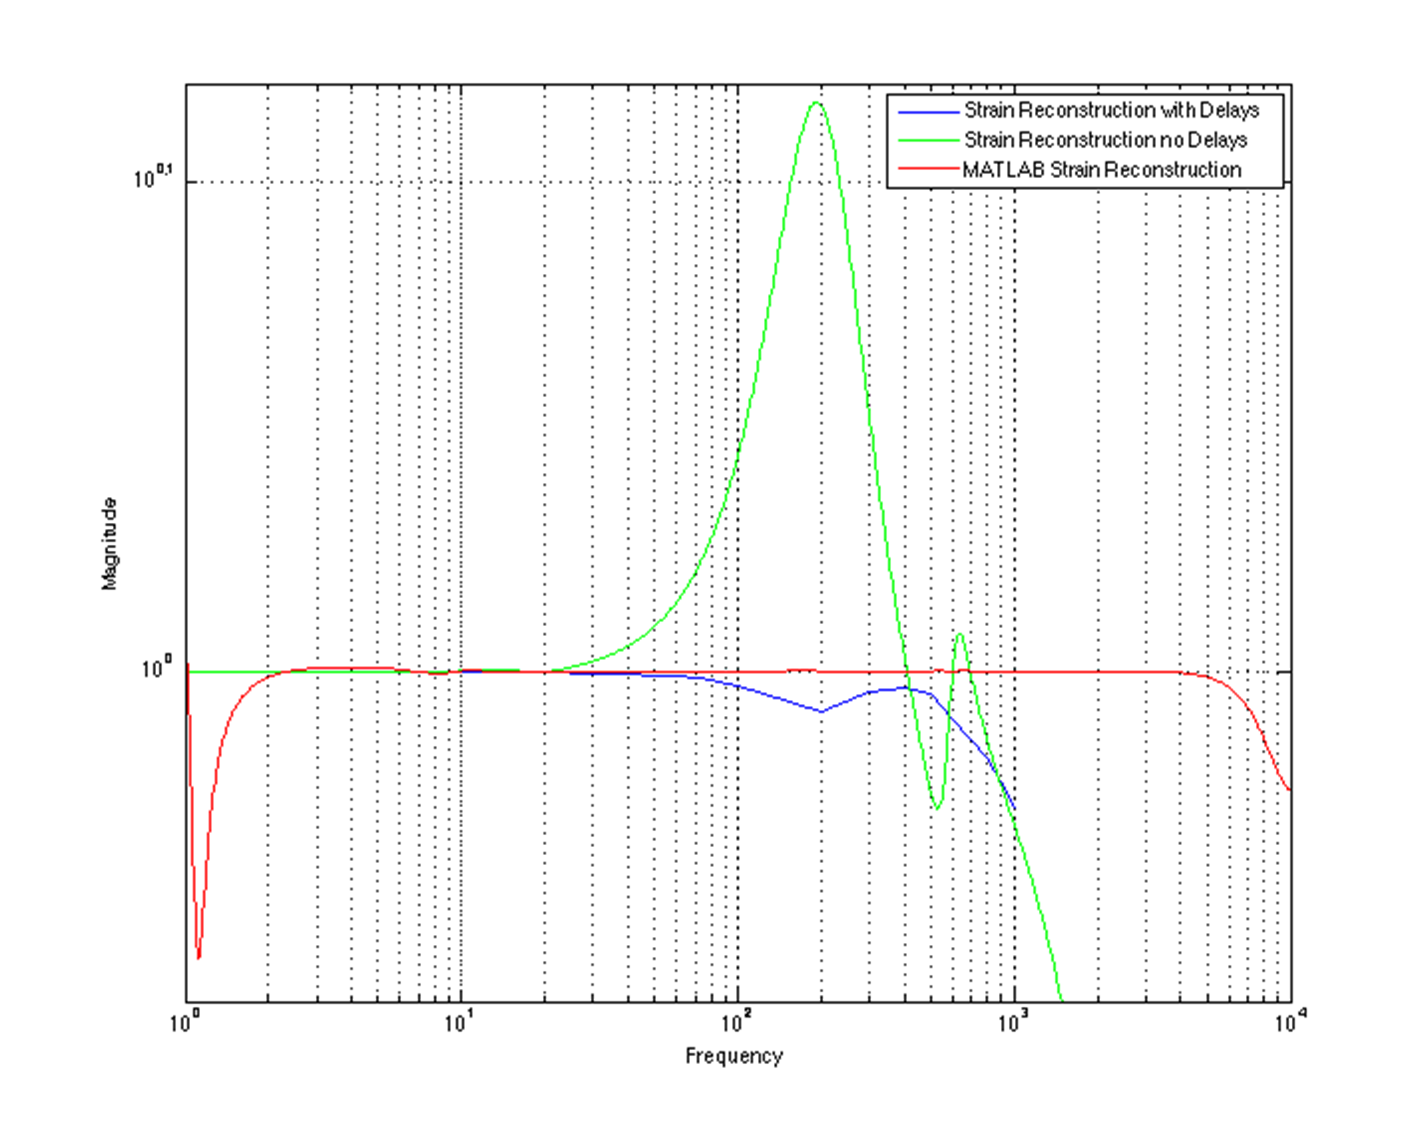 Strain Reconstruction with Delays
Strain Reconstruction no Delays
MATLAB Strain Reconstruction
10^0.1
10^0
Magnitude
10^0 10^1 10^2 10^3 10^4
Frequency